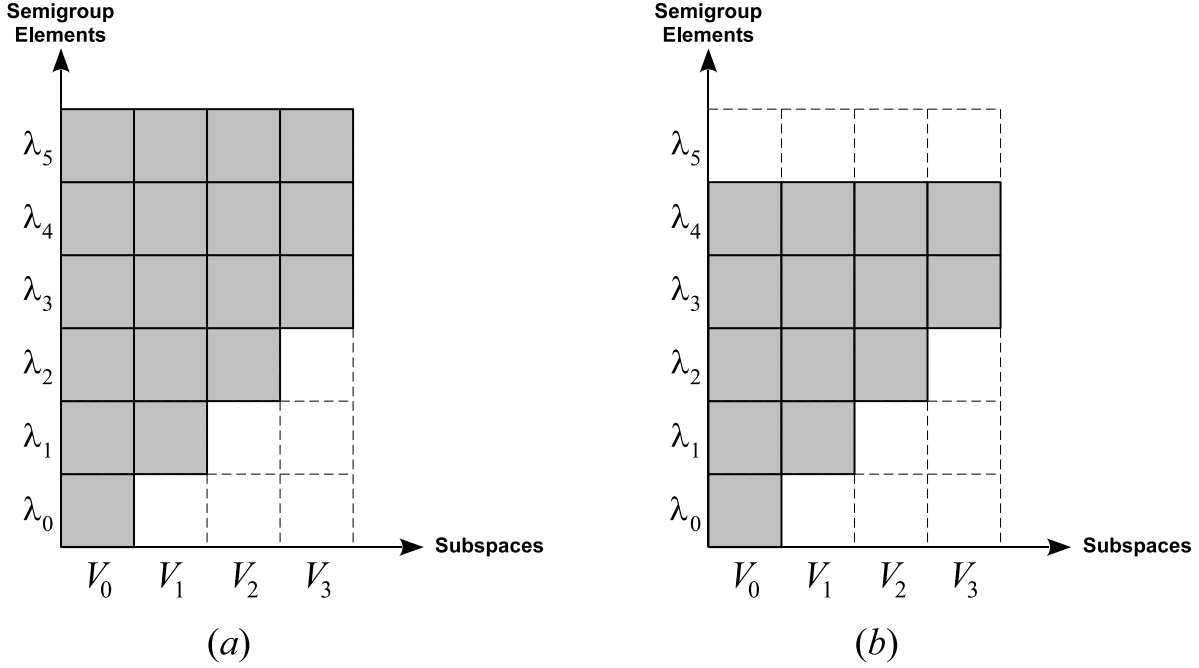 Semigroup
Elements
λ5
λ4
λ3
λ2
λ1
λ0
Subspaces
V0 V1 V2 V3
(a)
Semigroup
Elements
λ5
λ4
λ3
λ2
λ1
λ0
Subspaces
V0 V1 V2 V3
(b)